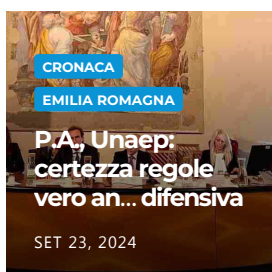 CRONACA
EMILIA ROMAGNA
P.A., Unaep:
certezza regole
vero an... difensiva
SET 23, 2024